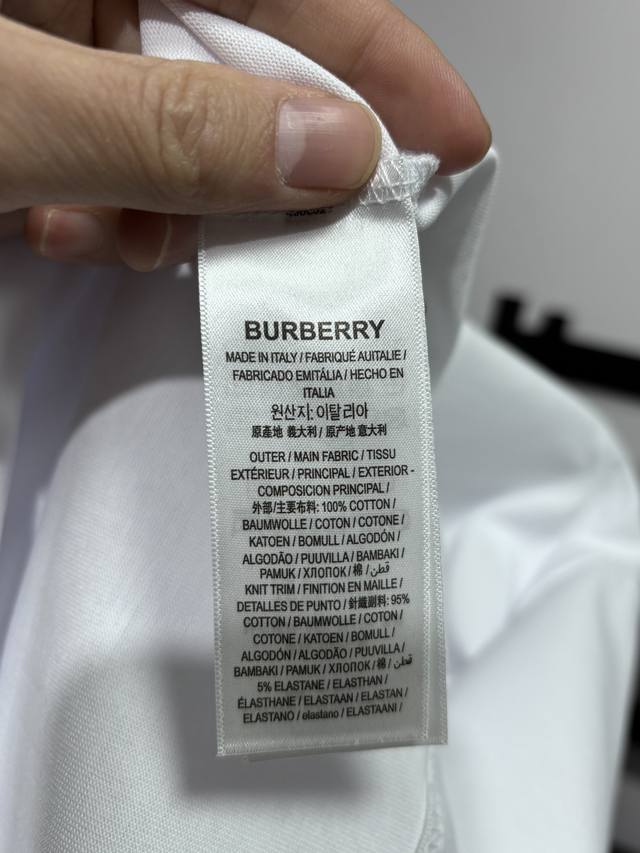 BURBERRY
MADE IN ITALY / FABRIQUÉ AUITALIE /
FABRICADO EMITÁLIA / HECHO EN
ITALIA
원산지: 이탈리아
原產地 義大利 / 原产地 意大利
OUTER / MAIN FABRIC / TISSU
EXTÉRIEUR / PRINCIPAL / EXTERIOR -
COMPOSICION PRINCIPAL /
外部/主要布料: 100% COTTON /
BAUMWOLLE / COTON / COTONE /
KATOEN / BOMULL / ALGODÓN /
ALGODÃO / PUUVILLA / BAMBAKI /
PAMUK / ХЛОПОК / 棉 / قطن /
KNIT TRIM / FINITION EN MAILLE /
DETALLES DE PUNTO / 針織副料: 95%
COTTON / BAUMWOLLE / COTON /
COTONE / KATOEN / BOMULL /
ALGODÓN / ALGODÃO / PUUVILLA /
BAMBAKI / PAMUK / ХЛОПОК / 棉 / قطن
5% ELASTANE / ELASTHAN /
ÉLASTHANE / ELASTAAN / ELASTAN /
ELASTANO / elastano / ELASTAANI /